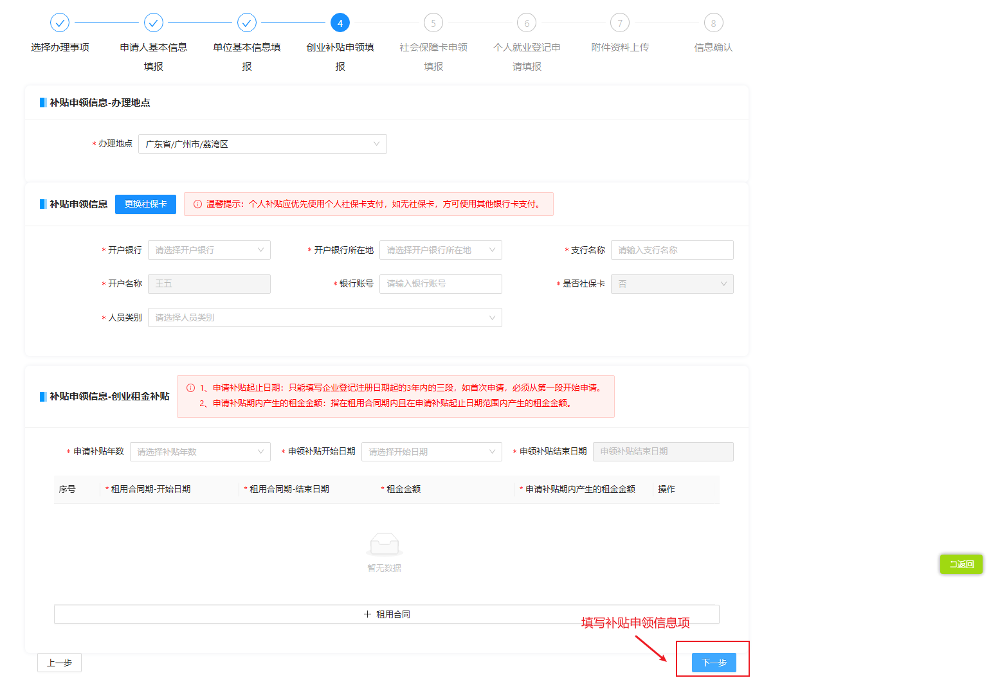 4
5
6
7
8
选择办理事项
申请人基本信息
填报
单位基本信息填
报
创业补贴申领填
报
社会保障卡申领
填报
个人就业登记申
请填报
附件资料上传
信息确认
补贴申领信息-办理地点
* 办理地点
广东省/广州市/荔湾区
补贴申领信息
更换社保卡
温馨提示：个人补贴应优先使用个人社保卡支付，如无社保卡，方可使用其他银行卡支付。
* 开户银行
请选择开户银行
* 开户银行所在地
请选择开户银行所在地
* 支行名称
请输入支行名称
* 开户名称
王五
* 银行账号
请输入银行账号
* 是否社保卡
否
* 人员类别
请选择人员类别
补贴申领信息-创业租金补贴
1、申请补贴起止日期：只能填写企业登记注册日期起的3年内的三段，如首次申请，必须从第一段开始申请。
2、申请补贴期内产生的租金金额：指在租用合同期内且在申请补贴起止日期范围内产生的租金金额。
* 申请补贴年数
请选择补贴年数
* 申领补贴开始日期
请选择开始日期
* 申领补贴结束日期
申领补贴结束日期
序号
* 租用合同期-开始日期
* 租用合同期-结束日期
* 租金金额
* 申请补贴期内产生的租金金额
操作
暂无数据
返回
+ 租用合同
填写补贴申领信息项
上一步
下一步